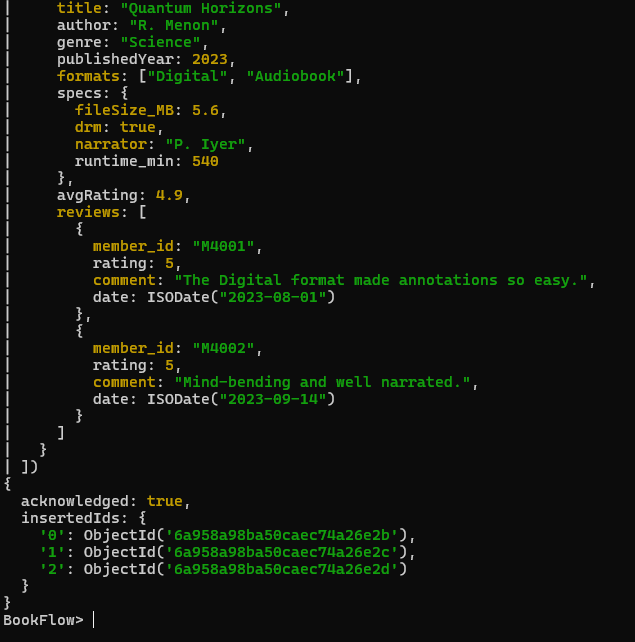 |     title: "Quantum Horizons",
|     author: "R. Menon",
|     genre: "Science",
|     publishedYear: 2023,
|     formats: ["Digital", "Audiobook"],
|     specs: {
|       fileSize_MB: 5.6,
|       drm: true,
|       narrator: "P. Iyer",
|       runtime_min: 540
|     },
|     avgRating: 4.9,
|     reviews: [
|       {
|         member_id: "M4001",
|         rating: 5,
|         comment: "The Digital format made annotations so easy.",
|         date: ISODate("2023-08-01")
|       },
|       {
|         member_id: "M4002",
|         rating: 5,
|         comment: "Mind-bending and well narrated.",
|         date: ISODate("2023-09-14")
|       }
|     ]
|   }
| ])
{
  acknowledged: true,
  insertedIds: {
    '0': ObjectId('6a958a98ba50caec74a26e2b'),
    '1': ObjectId('6a958a98ba50caec74a26e2c'),
    '2': ObjectId('6a958a98ba50caec74a26e2d')
  }
}
BookFlow>